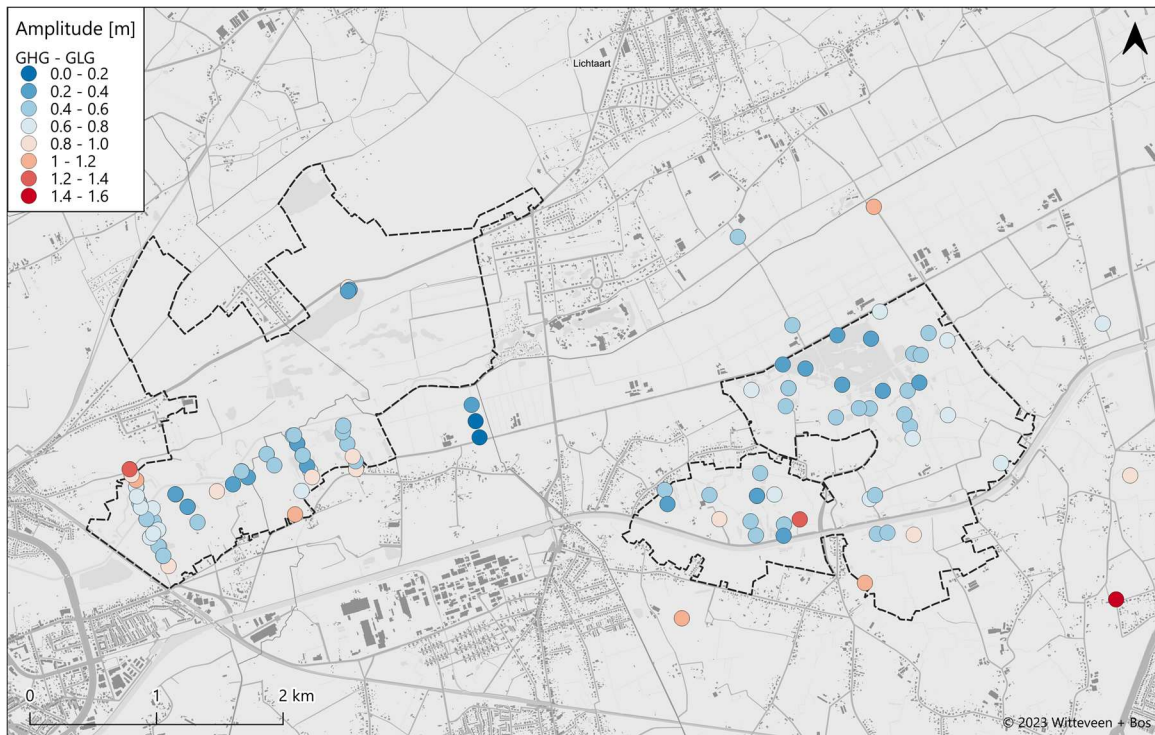 Amplitude [m]
GHG - GLG
0.0 - 0.2
0.2 - 0.4
0.4 - 0.6
0.6 - 0.8
0.8 - 1.0
1 - 1.2
1.2 - 1.4
1.4 - 1.6
Lichtaart
0 1 2 km
© 2023 Witteveen + Bos